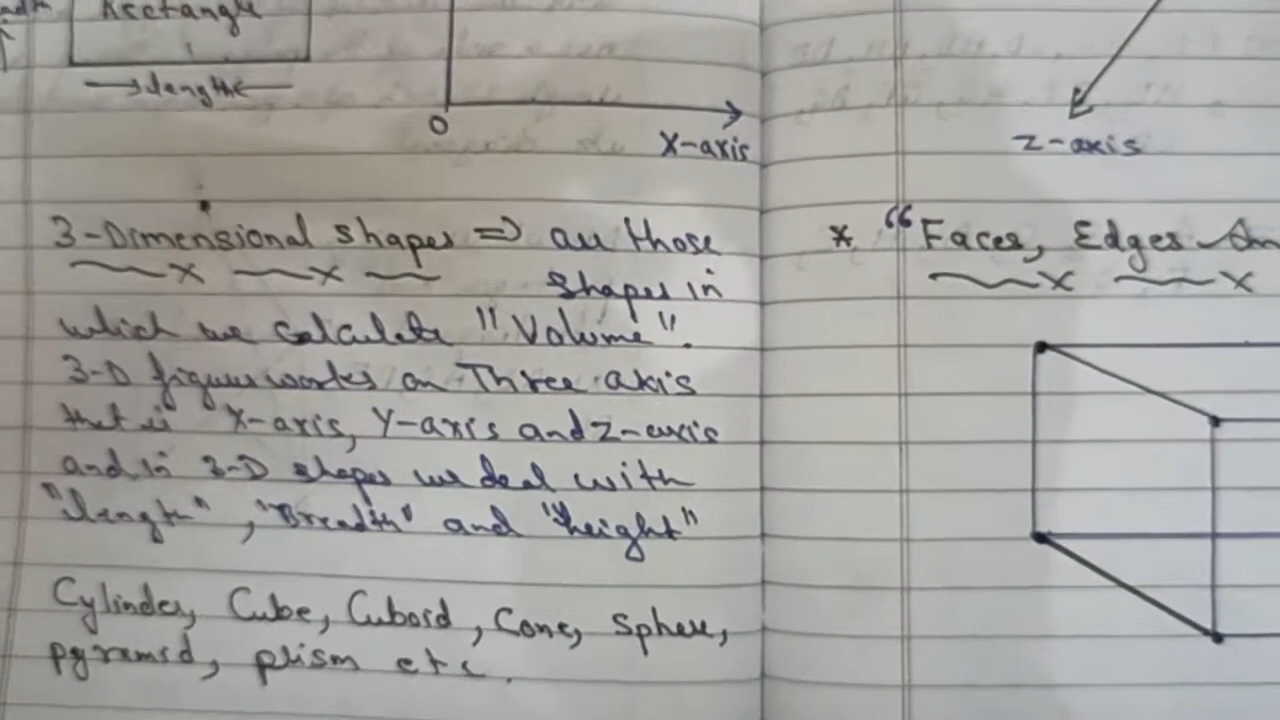 Rectangle
length
O
X-axis
Z-axis
3-Dimensional shapes => all those
shapes in
which we calculate "Volume".
3-D figure works on Three axis
that is X-axis, Y-axis and Z-axis
and in 3-D shapes we deal with
"length", "Breadth" and "height"
Cylinder, Cube, Cuboid, Cone, Sphere,
pyramid, prism etc.
* "Faces, Edges An